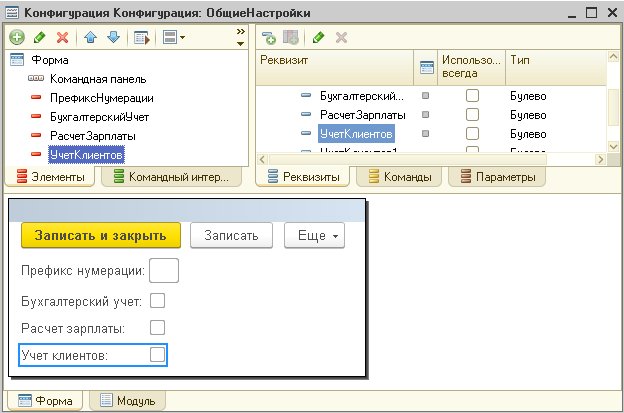 Конфигурация Конфигурация: ОбщиеНастройки
Форма
Командная панель
ПрефиксНумерации
БухгалтерскийУчет
РасчетЗарплаты
УчетКлиентов
Элементы
Командный интер...
Реквизит
Использо...
всегда
Тип
Бухгалтерский...
Булево
РасчетЗарплаты
Булево
УчетКлиентов
Булево
УчетКлиентов1
Булево
Реквизиты
Команды
Параметры
Записать и закрыть
Записать
Еще
Префикс нумерации:
Бухгалтерский учет:
Расчет зарплаты:
Учет клиентов:
Форма
Модуль